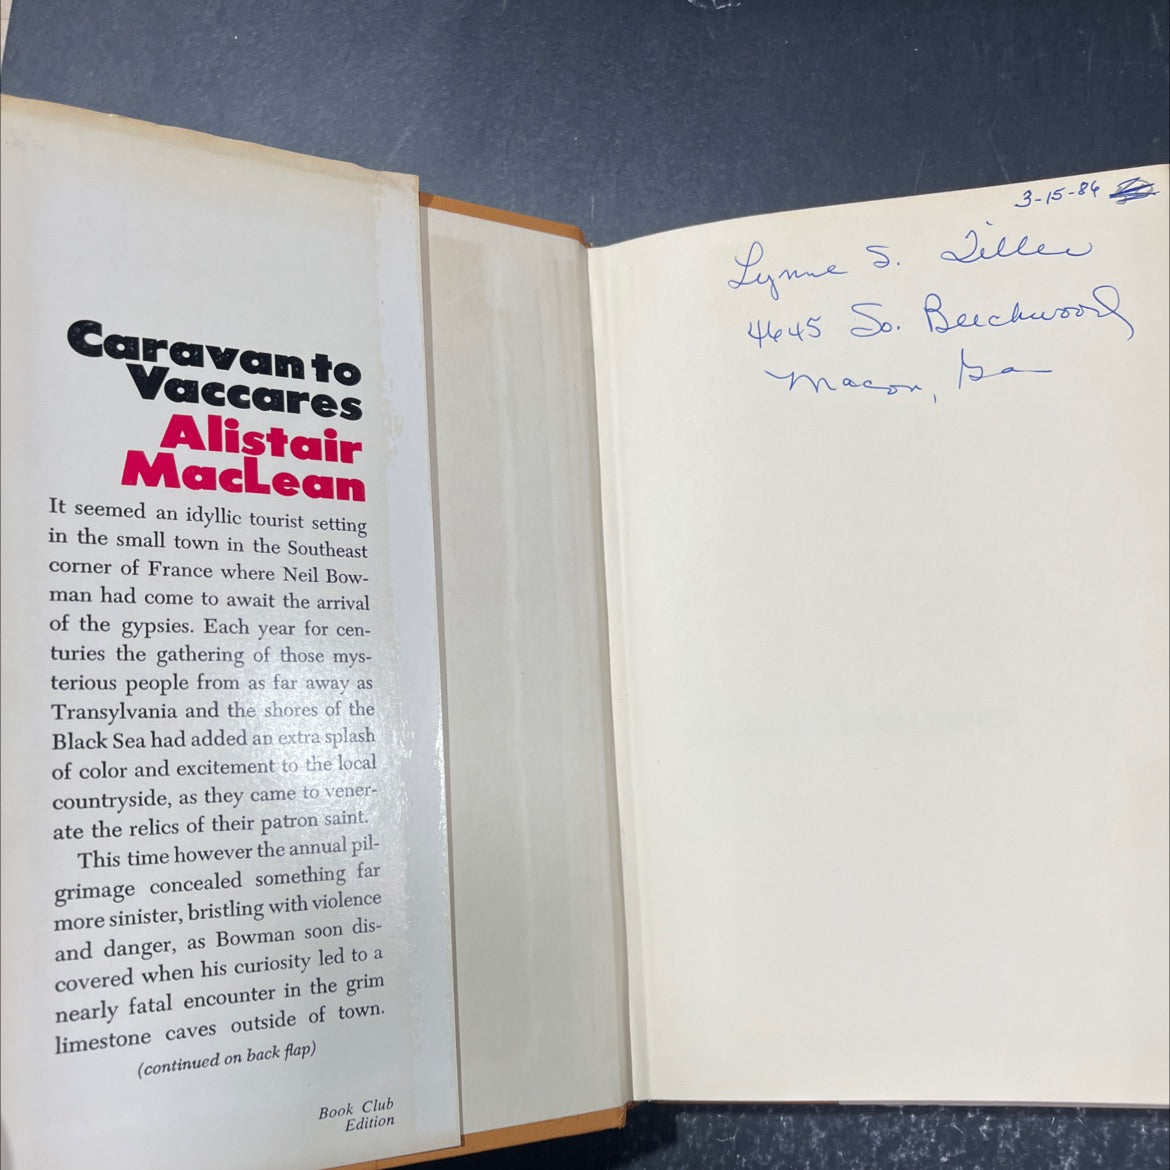 Caravan to
Vaccares
Alistair
MacLean
It seemed an idyllic tourist setting
in the small town in the Southeast
corner of France where Neil Bow-
man had come to await the arrival
of the gypsies. Each year for cen-
turies the gathering of those mys-
terious people from as far away as
Transylvania and the shores of the
Black Sea had added an extra splash
of color and excitement to the local
countryside, as they came to vener-
ate the relics of their patron saint.
This time however the annual pil-
grimage concealed something far
more sinister, bristling with violence
and danger, as Bowman soon dis-
covered when his curiosity led to a
nearly fatal encounter in the grim
limestone caves outside of town.
(continued on back flap)
Book Club
Edition
3-15-86
Lynne S.
4645 So. Beechwood
Macon, Ga